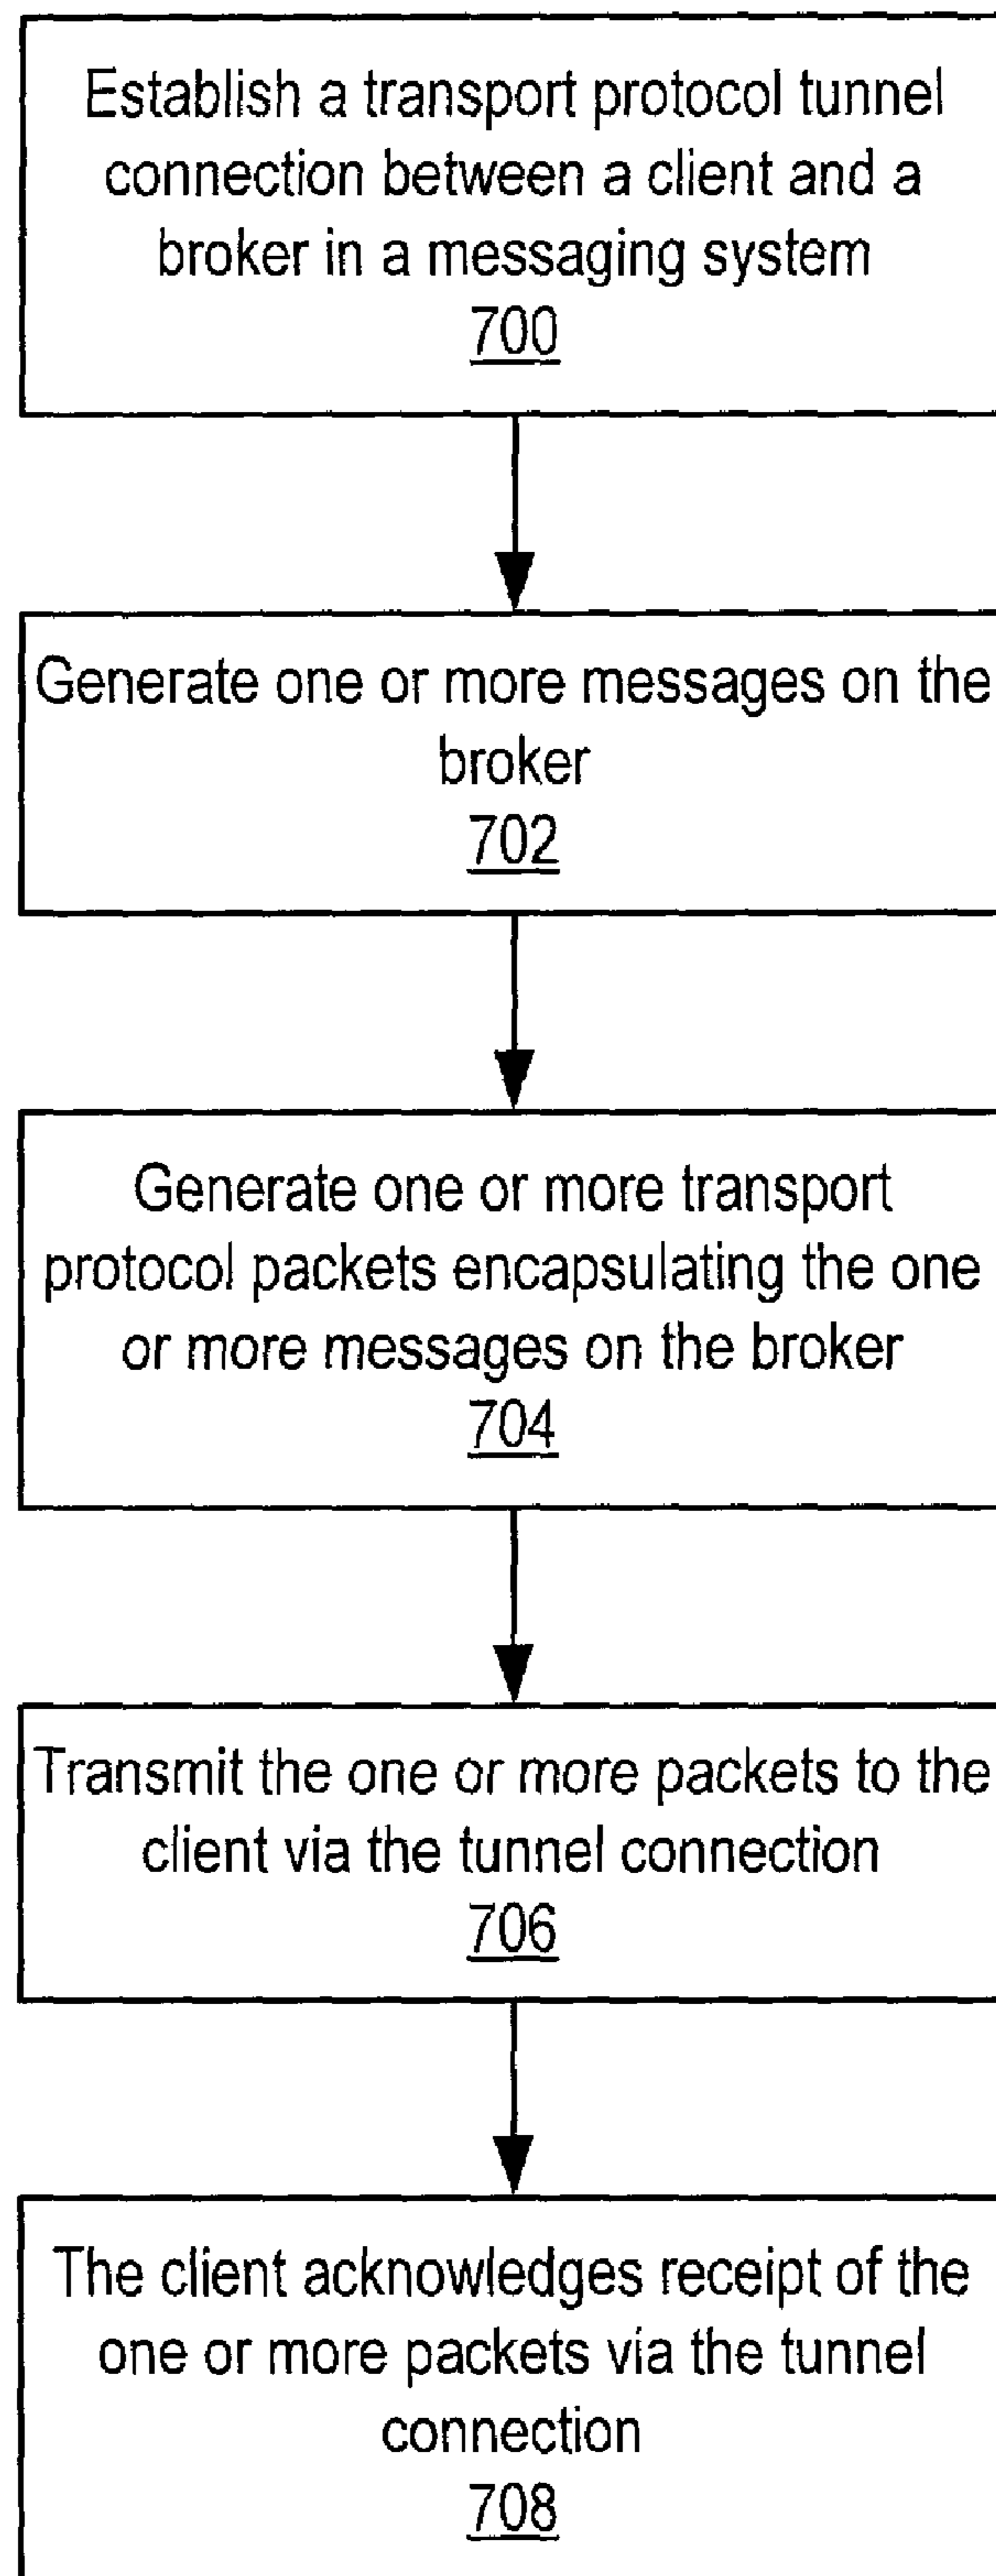 Establish a transport protocol tunnel
connection between a client and a
broker in a messaging system
700
Generate one or more messages on the
broker
702
Generate one or more transport
protocol packets encapsulating the one
or more messages on the broker
704
Transmit the one or more packets to the
client via the tunnel connection
706
The client acknowledges receipt of the
one or more packets via the tunnel
connection
708